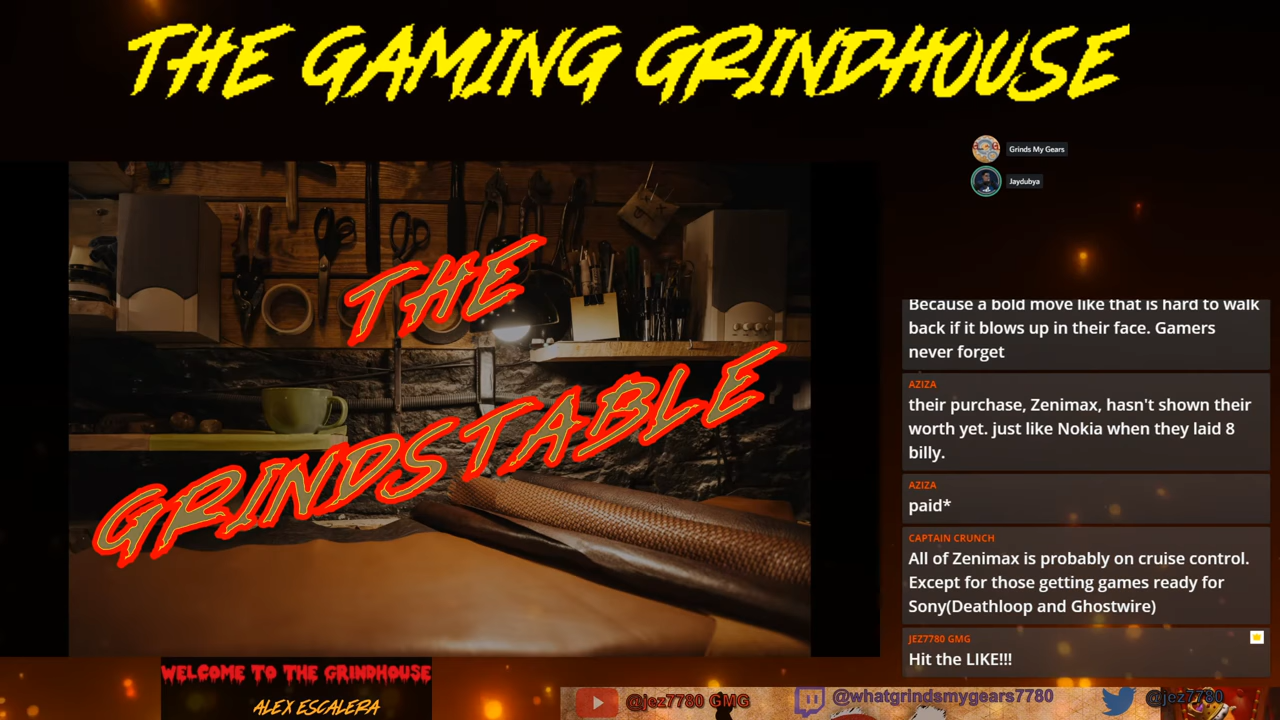 THE GAMING GRINDHOUSE
Grinds My Gears
Jaydubya
THE
GRINDSTABLE
Because a bold move like that is hard to walk
back if it blows up in their face. Gamers
never forget
AZIZA
their purchase, Zenimax, hasn't shown their
worth yet. just like Nokia when they laid 8
billy.
AZIZA
paid*
CAPTAIN CRUNCH
All of Zenimax is probably on cruise control.
Except for those getting games ready for
Sony(Deathloop and Ghostwire)
JEZ7780 GMG
Hit the LIKE!!!
WELCOME TO THE GRINDHOUSE
ALEX ESCALERA
@jez7780 GMG
@whatgrindsmygears7780
@jez7780